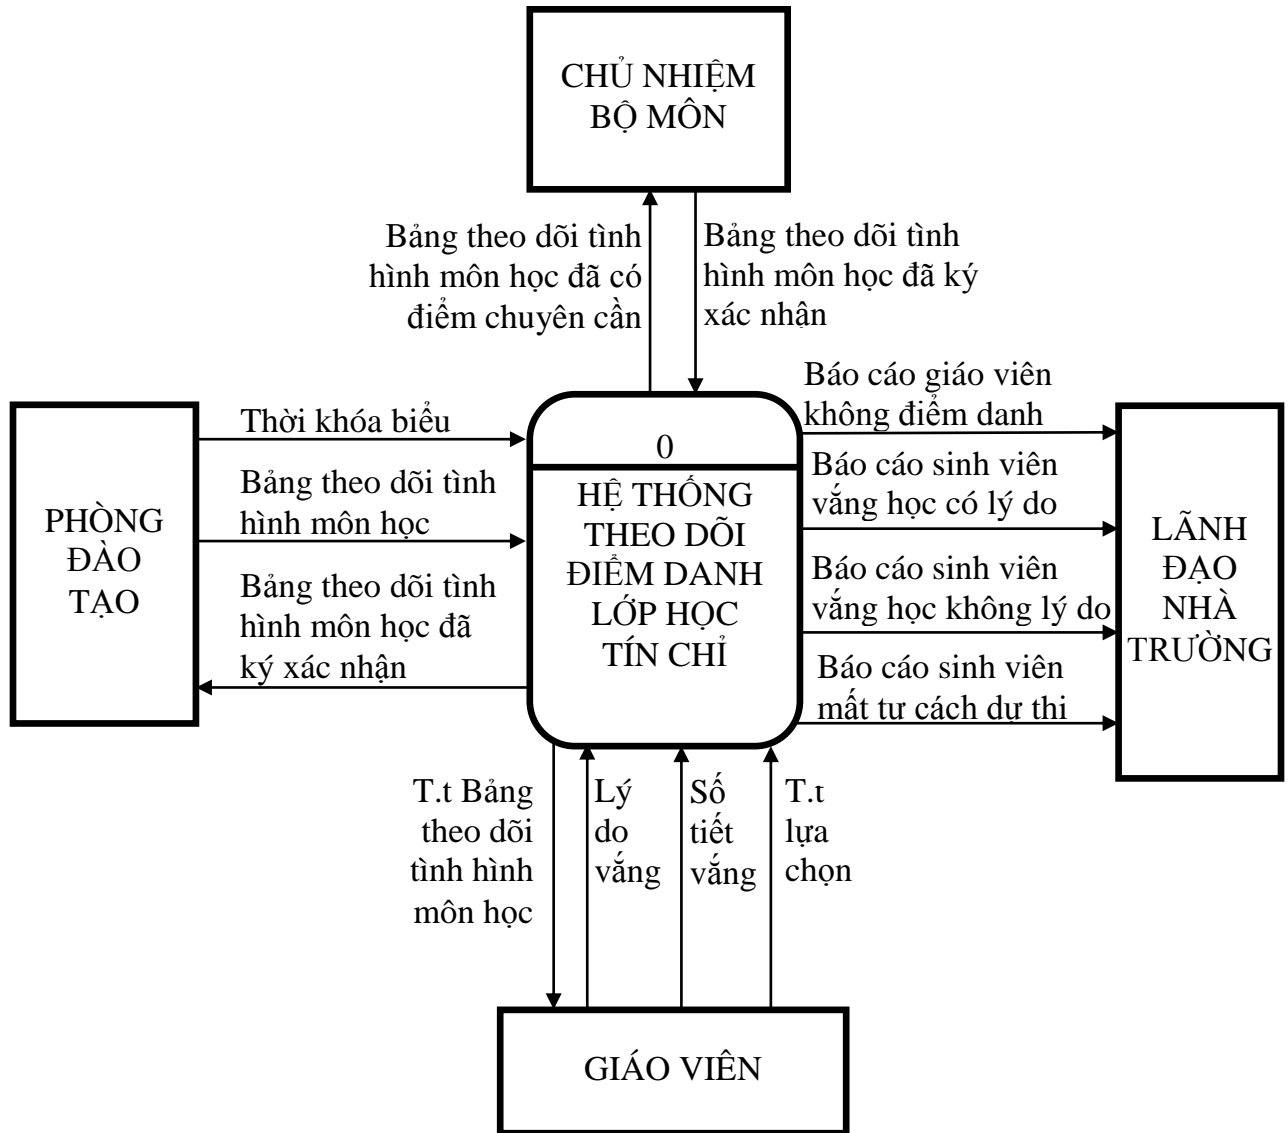 CHỦ NHIỆM
BỘ MÔN
Bảng theo dõi tình
hình môn học đã có
điểm chuyên cần
Bảng theo dõi tình
hình môn học đã ký
xác nhận
PHÒNG
ĐÀO
TẠO
Thời khóa biểu
Bảng theo dõi tình
hình môn học
Bảng theo dõi tình
hình môn học đã
ký xác nhận
0
HỆ THỐNG
THEO DÕI
ĐIỂM DANH
LỚP HỌC
TÍN CHỈ
Báo cáo giáo viên
không điểm danh
Báo cáo sinh viên
vắng học có lý do
Báo cáo sinh viên
vắng học không lý do
Báo cáo sinh viên
mất tư cách dự thi
LÃNH
ĐẠO
NHÀ
TRƯỜNG
T.t Bảng
theo dõi
tình hình
môn học
Lý
do
vắng
Số
tiết
vắng
T.t
lựa
chọn
GIÁO VIÊN